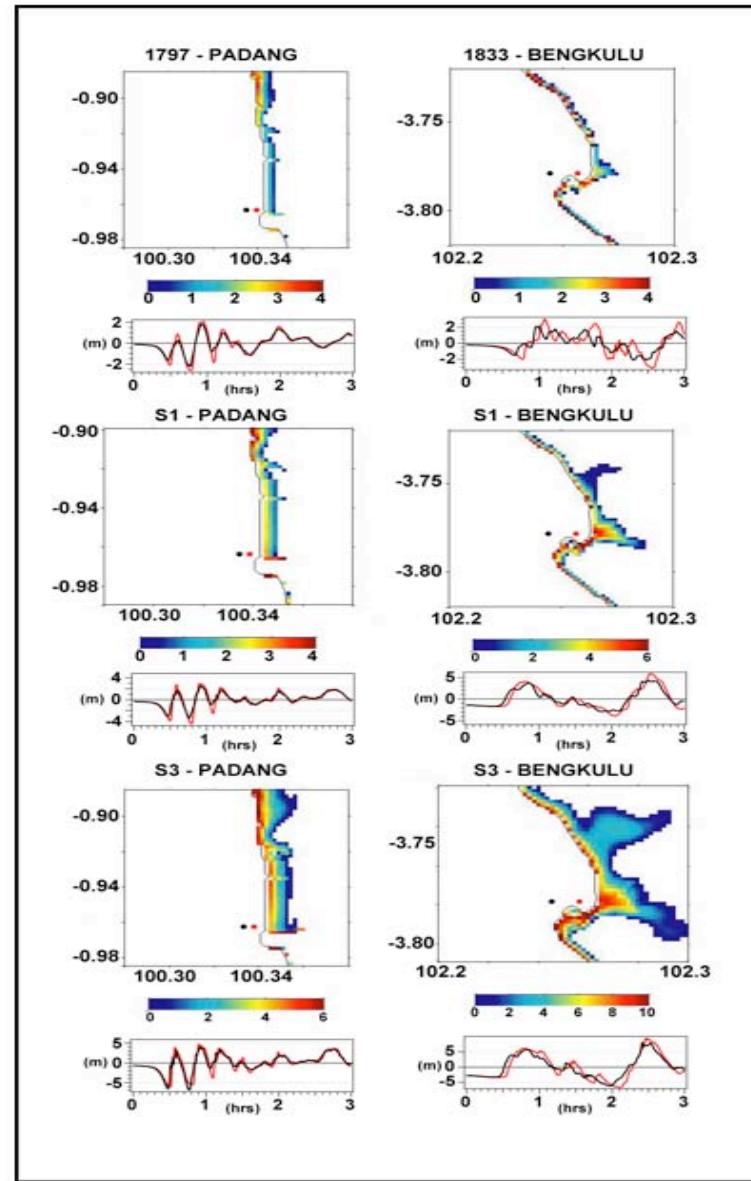 1797 - PADANG
-0.90
-0.94
-0.98
100.30 100.34
0 1 2 3 4
2
(m) 0
-2
0 1 2 3
(hrs)
1833 - BENGKULU
-3.75
-3.80
102.2 102.3
0 1 2 3 4
2
(m) 0
-2
0 1 2 3
(hrs)
S1 - PADANG
-0.90
-0.94
-0.98
100.30 100.34
0 1 2 3 4
4
(m) 0
-4
0 1 2 3
(hrs)
S1 - BENGKULU
-3.75
-3.80
102.2 102.3
0 2 4 6
5
(m) 0
-5
0 1 2 3
(hrs)
S3 - PADANG
-0.90
-0.94
-0.98
100.30 100.34
0 2 4 6
5
(m) 0
-5
0 1 2 3
(hrs)
S3 - BENGKULU
-3.75
-3.80
102.2 102.3
0 2 4 6 8 10
5
(m) 0
-5
0 1 2 3
(hrs)